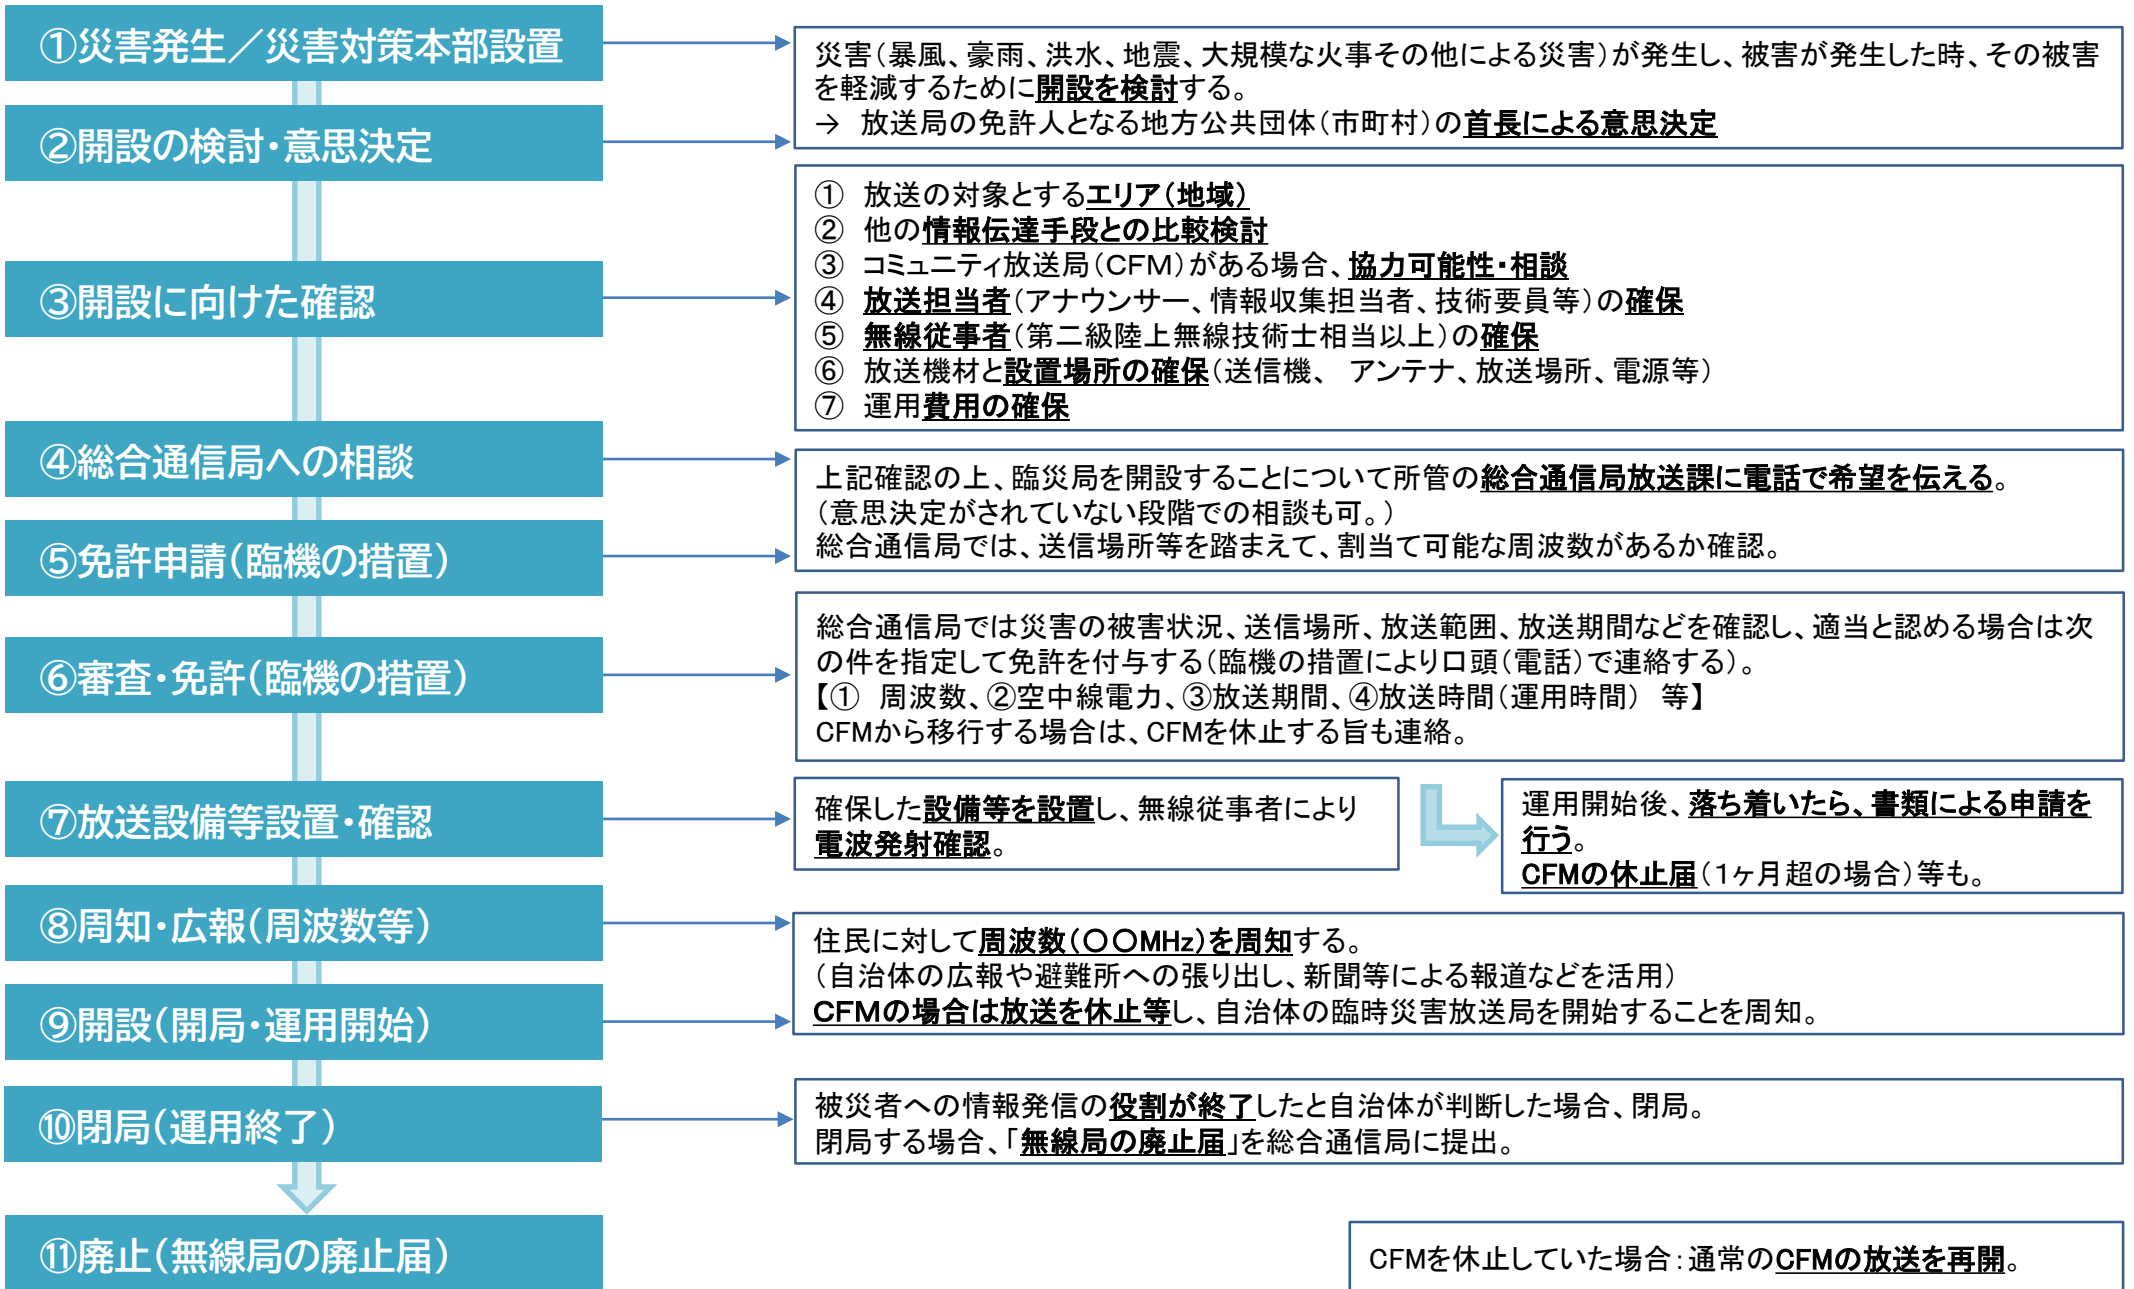 ①災害発生／災害対策本部設置
災害（暴風、豪雨、洪水、地震、大規模な火事その他による災害）が発生し、被害が発生した時、その被害
を軽減するために開設を検討する。
→　放送局の免許人となる地方公共団体（市町村）の首長による意思決定
②開設の検討・意思決定
①　放送の対象とするエリア（地域）
②　他の情報伝達手段との比較検討
③　コミュニティ放送局（CFM）がある場合、協力可能性・相談
④　放送担当者（アナウンサー、情報収集担当者、技術要員等）の確保
⑤　無線従事者（第二級陸上無線技術士相当以上）の確保
⑥　放送機材と設置場所の確保（送信機、 アンテナ、放送場所、電源等）
⑦　運用費用の確保
③開設に向けた確認
④総合通信局への相談
上記確認の上、臨災局を開設することについて所管の総合通信局放送課に電話で希望を伝える。
（意思決定がされていない段階での相談も可。）
総合通信局では、送信場所等を踏まえて、割当て可能な周波数があるか確認。
⑤免許申請（臨機の措置）
総合通信局では災害の被害状況、送信場所、放送範囲、放送期間などを確認し、適当と認める場合は次
の件を指定して免許を付与する（臨機の措置により口頭（電話）で連絡する）。
【①　周波数、②空中線電力、③放送期間、④放送時間（運用時間）　等】
CFMから移行する場合は、CFMを休止する旨も連絡。
⑥審査・免許（臨機の措置）
⑦放送設備等設置・確認
確保した設備等を設置し、無線従事者により
電波発射確認。
運用開始後、落ち着いたら、書類による申請を
行う。
CFMの休止届（１ヶ月超の場合）等も。
⑧周知・広報（周波数等）
住民に対して周波数（〇〇MHz）を周知する。
（自治体の広報や避難所への張り出し、新聞等による報道などを活用）
CFMの場合は放送を休止等し、自治体の臨時災害放送局を開始することを周知。
⑨開設（開局・運用開始）
⑩閉局（運用終了）
被災者への情報発信の役割が終了したと自治体が判断した場合、閉局。
閉局する場合、「無線局の廃止届」を総合通信局に提出。
⑪廃止（無線局の廃止届）
CFMを休止していた場合：通常のCFMの放送を再開。